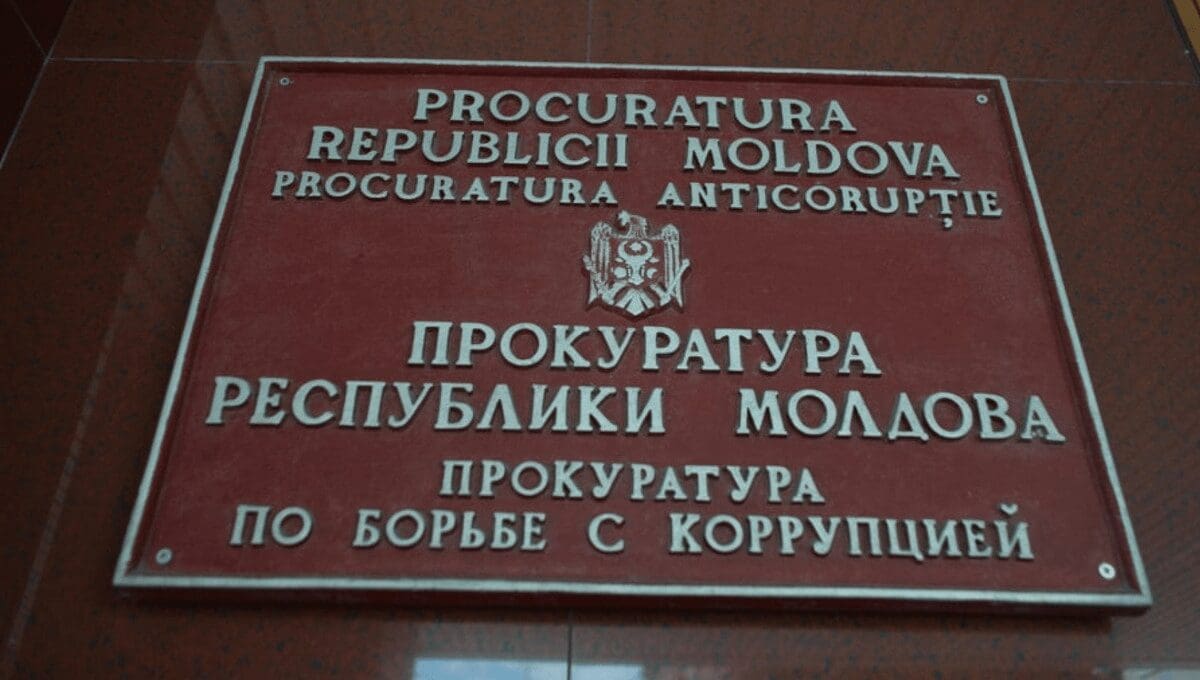 PROCURATURA
REPUBLICII MOLDOVA
PROCURATURA ANTICORUPȚIE
ПРОКУРАТУРА
РЕСПУБЛИКИ МОЛДОВА
ПРОКУРАТУРА
ПО БОРЬБЕ С КОРРУПЦИЕЙ